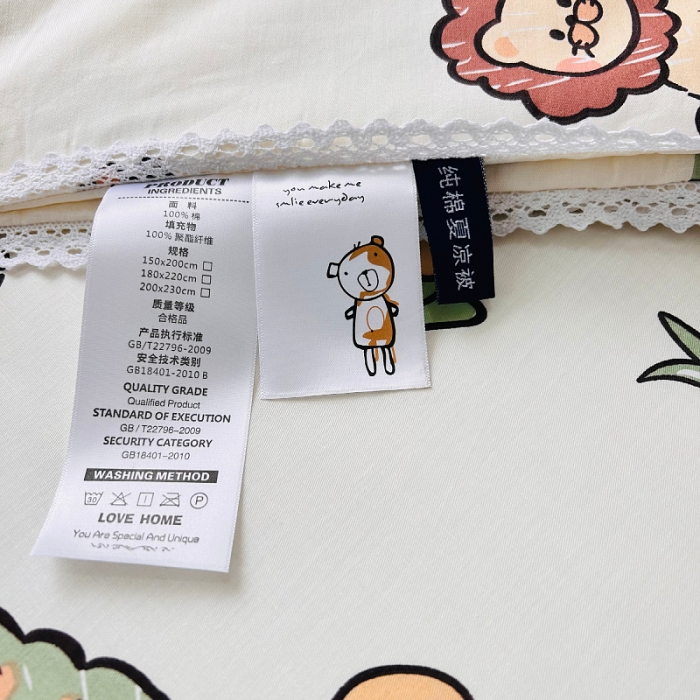 PRODUCT
INGREDIENTS
面 料
100% 棉
填充物
100% 聚酯纤维
规格
150x200cm
180x220cm
200x230cm
质量等级
合格品
产品执行标准
GB/T22796-2009
安全技术类别
GB18401-2010 B
QUALITY GRADE
Qualified Product
STANDARD OF EXECUTION
GB / T22796-2009
SECURITY CATEGORY
GB18401-2010
WASHING METHOD
30
P
LOVE HOME
You Are Special And Unique
you make me
smlie everyday
纯棉夏凉被